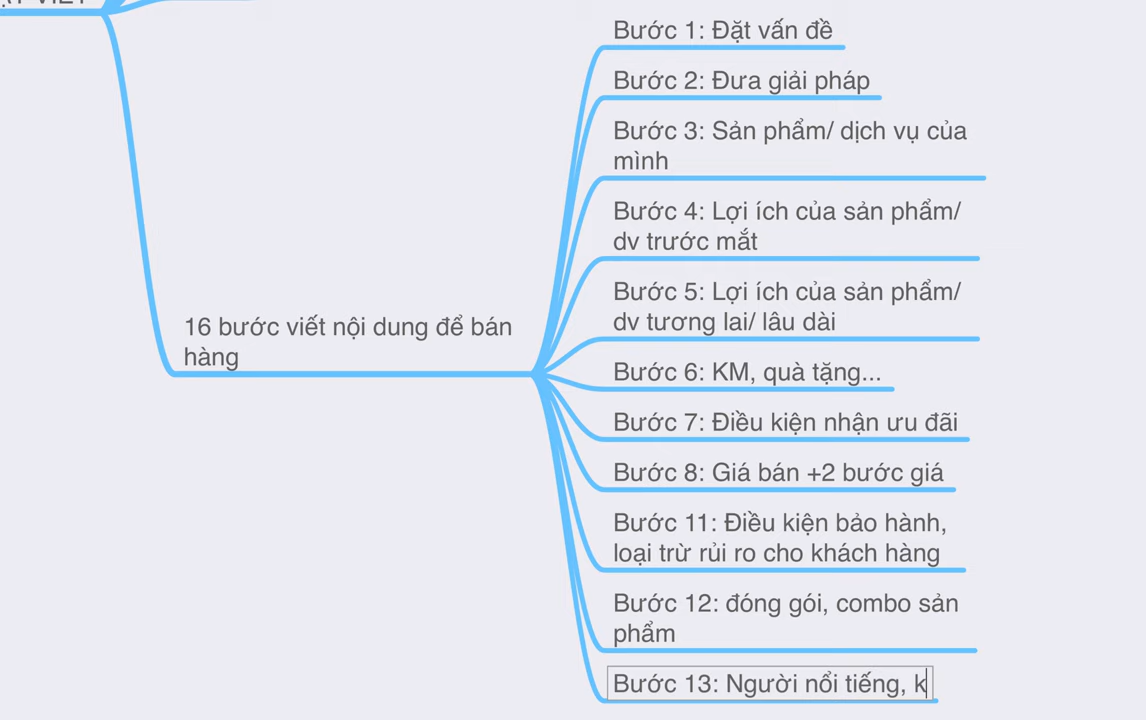 VIẾT
16 bước viết nội dung để bán
hàng
Bước 1: Đặt vấn đề
Bước 2: Đưa giải pháp
Bước 3: Sản phẩm/ dịch vụ của
mình
Bước 4: Lợi ích của sản phẩm/
dv trước mắt
Bước 5: Lợi ích của sản phẩm/
dv tương lai/ lâu dài
Bước 6: KM, quà tặng...
Bước 7: Điều kiện nhận ưu đãi
Bước 8: Giá bán +2 bước giá
Bước 11: Điều kiện bảo hành,
loại trừ rủi ro cho khách hàng
Bước 12: đóng gói, combo sản
phẩm
Bước 13: Người nổi tiếng, k